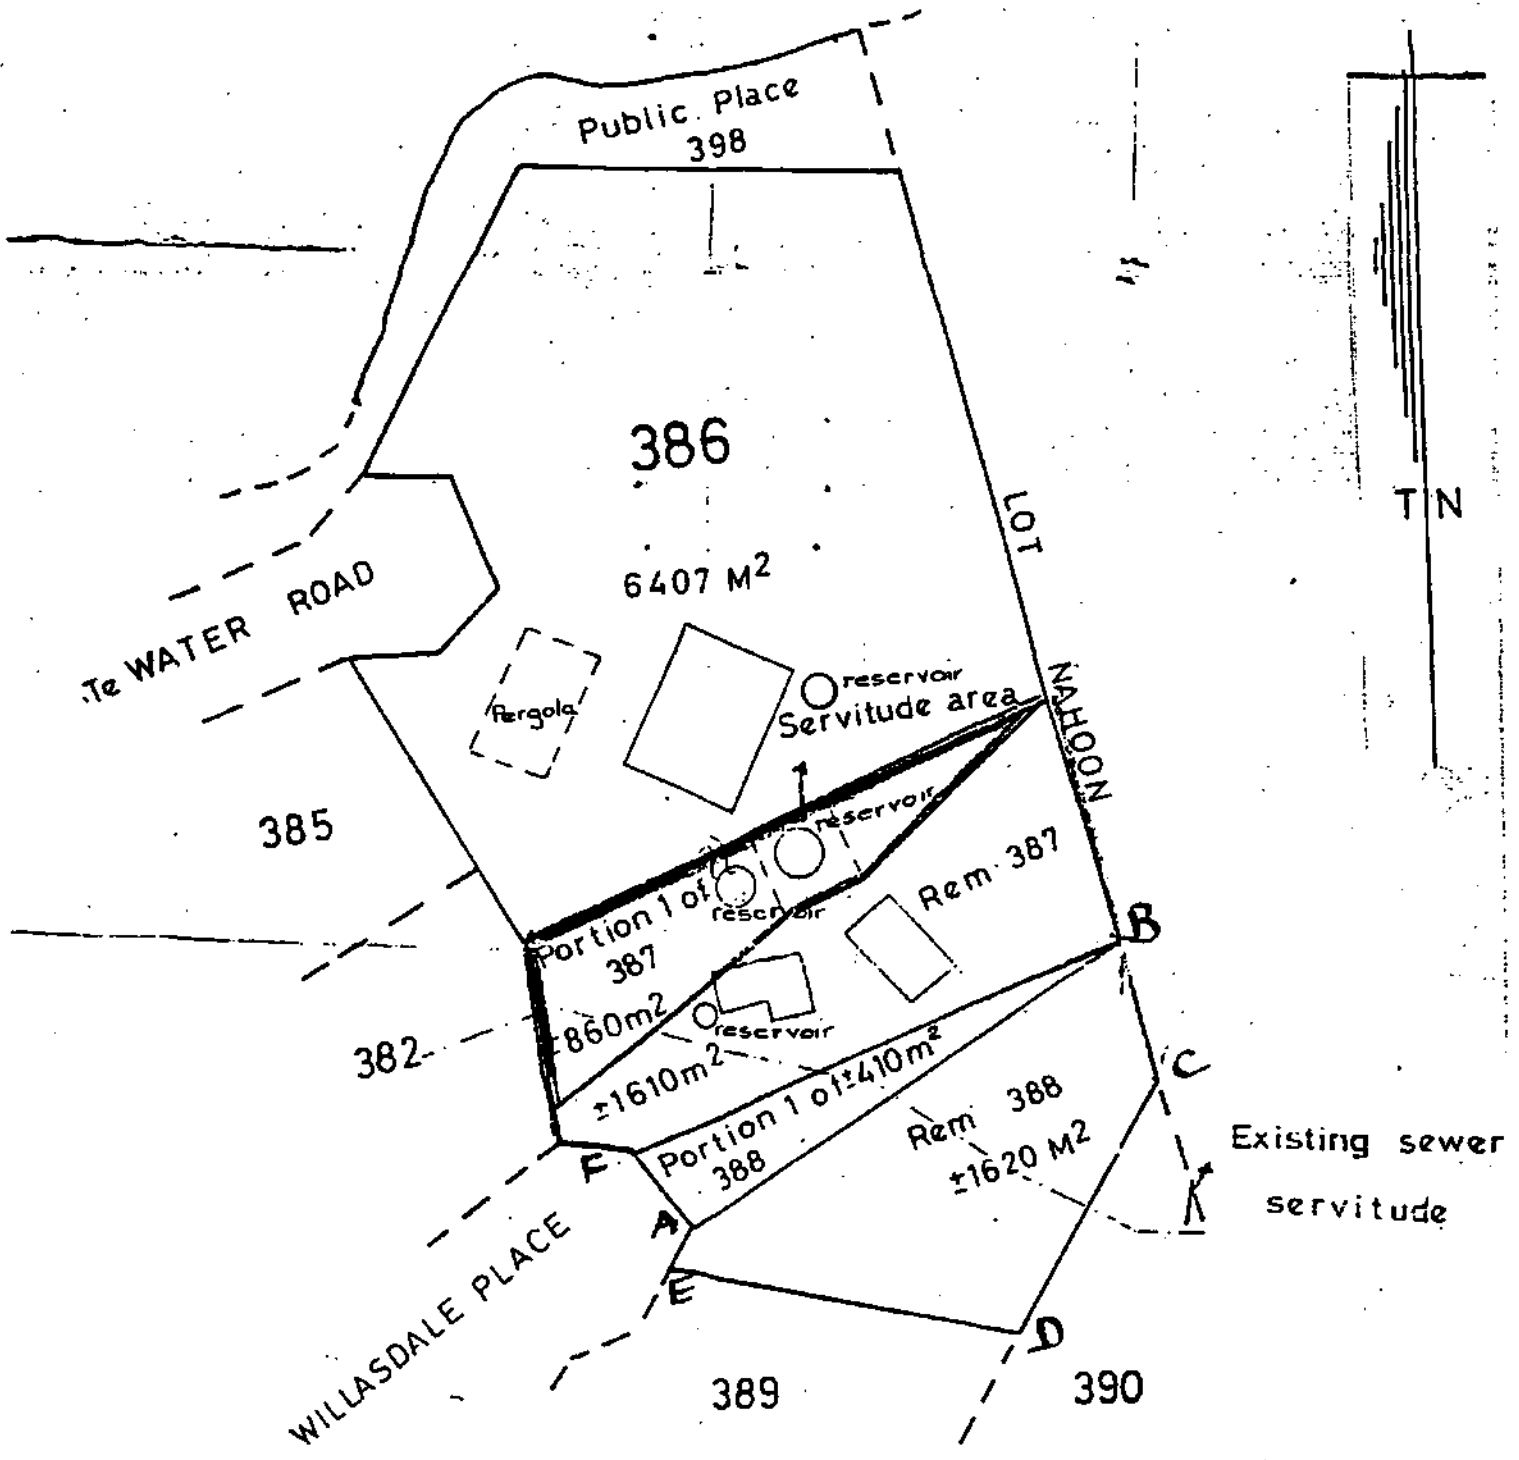 Public Place
398
386
LOT
T N
6407 M²
Te WATER ROAD
Pergola
reservoir
Servitude area
NAHOON
385
reservoir
Rem 387
Portion 1 of
387
reservoir
B
±860m²
reservoir
382
±1610m²
Portion 1 of ±410m²
388
C
Rem 388
±1620 M²
Existing sewer
servitude
F
A
E
D
WILLASDALE PLACE
389
390